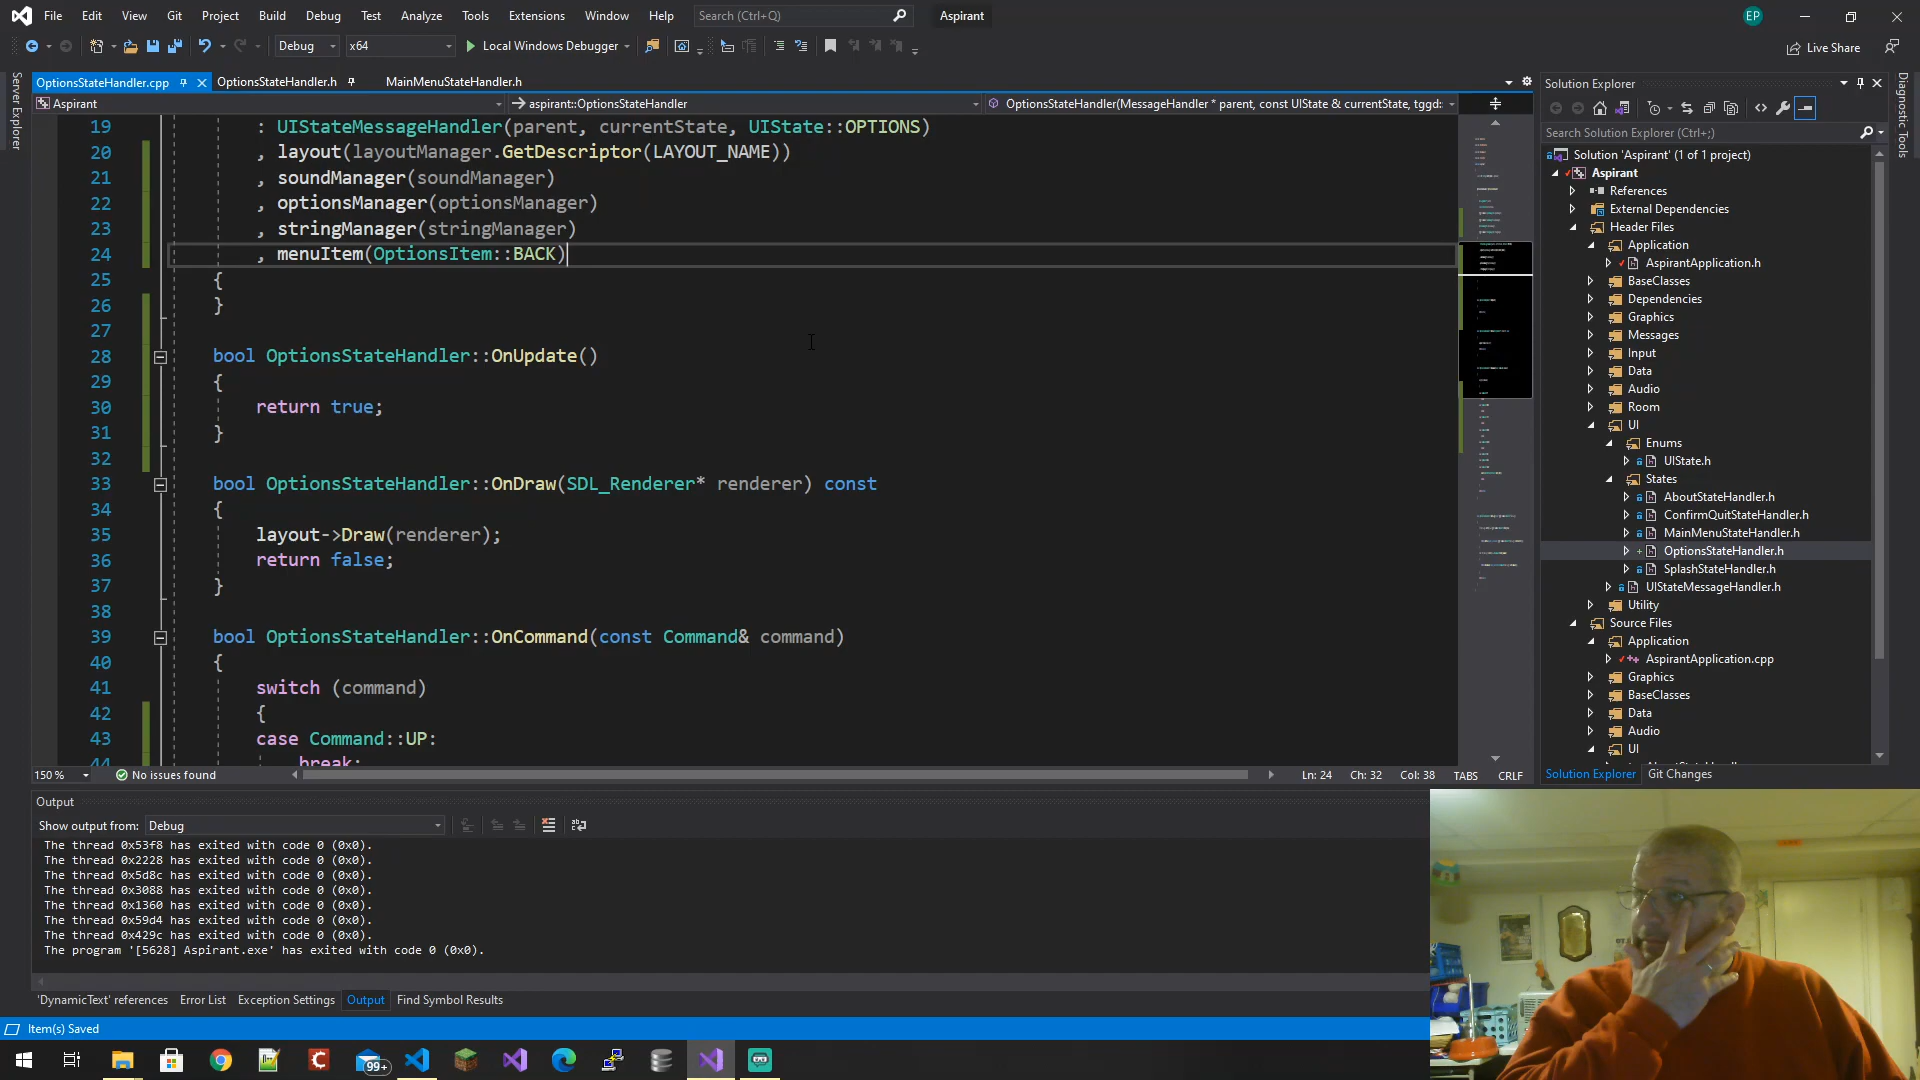 File Edit View Git Project Build Debug Test Analyze Tools Extensions Window Help Search (Ctrl+Q) Aspirant EP
Debug x64 Local Windows Debugger Live Share
OptionsStateHandler.cpp OptionsStateHandler.h MainMenuStateHandler.h
Aspirant aspirant::OptionsStateHandler OptionsStateHandler(MessageHandler * parent, const UIState & currentState, tggd:
19 : UIStateMessageHandler(parent, currentState, UIState::OPTIONS)
20 , layout(layoutManager.GetDescriptor(LAYOUT_NAME))
21 , soundManager(soundManager)
22 , optionsManager(optionsManager)
23 , stringManager(stringManager)
24 , menuItem(OptionsItem::BACK)
25 {
26 }
27
28 bool OptionsStateHandler::OnUpdate()
29 {
30 return true;
31 }
32
33 bool OptionsStateHandler::OnDraw(SDL_Renderer* renderer) const
34 {
35 layout->Draw(renderer);
36 return false;
37 }
38
39 bool OptionsStateHandler::OnCommand(const Command& command)
40 {
41 switch (command)
42 {
43 case Command::UP:
44 break;
150 % No issues found Ln: 24 Ch: 32 Col: 38 TABS CRLF
Server Explorer
Solution Explorer
Search Solution Explorer (Ctrl+;)
Solution 'Aspirant' (1 of 1 project)
Aspirant
References
External Dependencies
Header Files
Application
AspirantApplication.h
BaseClasses
Dependencies
Graphics
Messages
Input
Data
Audio
Room
UI
Enums
UIState.h
States
AboutStateHandler.h
ConfirmQuitStateHandler.h
MainMenuStateHandler.h
OptionsStateHandler.h
SplashStateHandler.h
UIStateMessageHandler.h
Utility
Source Files
Application
AspirantApplication.cpp
Graphics
BaseClasses
Data
Audio
UI
Solution Explorer Git Changes
Diagnostic Tools
Output
Show output from: Debug
The thread 0x53f8 has exited with code 0 (0x0).
The thread 0x2228 has exited with code 0 (0x0).
The thread 0x5d8c has exited with code 0 (0x0).
The thread 0x3088 has exited with code 0 (0x0).
The thread 0x1360 has exited with code 0 (0x0).
The thread 0x59d4 has exited with code 0 (0x0).
The thread 0x429c has exited with code 0 (0x0).
The program '[5628] Aspirant.exe' has exited with code 0 (0x0).
'DynamicText' references Error List Exception Settings Output Find Symbol Results
Item(s) Saved
99+